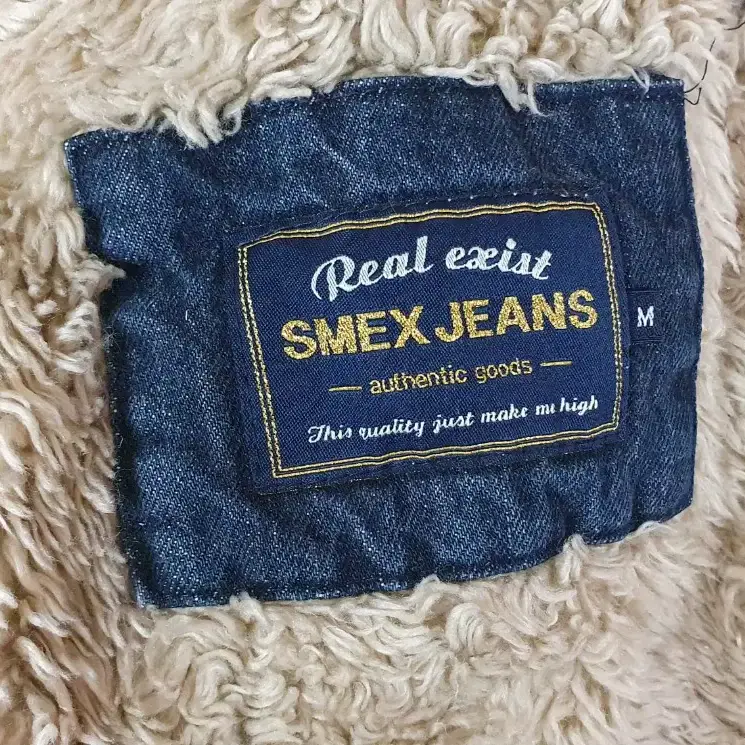 Real exist
SMEX JEANS
authentic goods
This quality just make me high
M